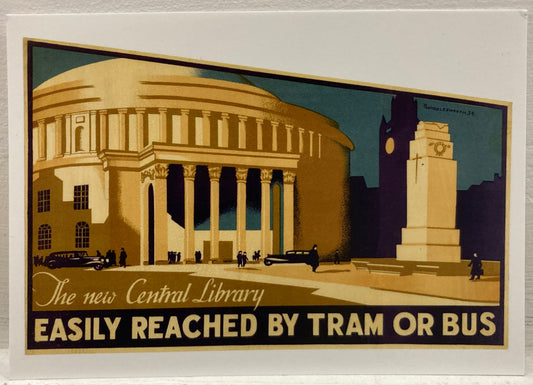 The new Central Library
EASILY REACHED BY TRAM OR BUS